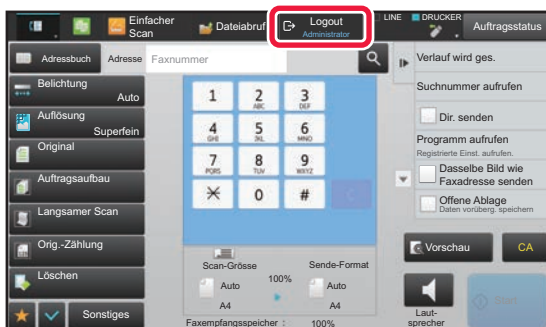 Einfacher
Scan
Dateiabruf
Logout
Administrator
LINE
DRUCKER
Auftragsstatus
Adressbuch
Adresse
Faxnummer
Belichtung
Auto
Auflösung
Superfein
Original
Auftragsaufbau
Langsamer Scan
Orig.-Zählung
Löschen
Sonstiges
1
2
ABC
3
DEF
4
GHI
5
JKL
6
MNO
7
PQRS
8
TUV
9
WXYZ
0
#
C
Scan-Grösse
Sende-Format
100%
Auto
Auto
A4
A4
Faxempfangsspeicher : 100%
Verlauf wird ges.
Suchnummer aufrufen
Dir. senden
Programm aufrufen
Registrierte Einst. aufrufen.
Dasselbe Bild wie
Faxadresse senden
Offene Ablage
Daten vorüberg. speichern
Vorschau
CA
Laut-
sprecher
Start